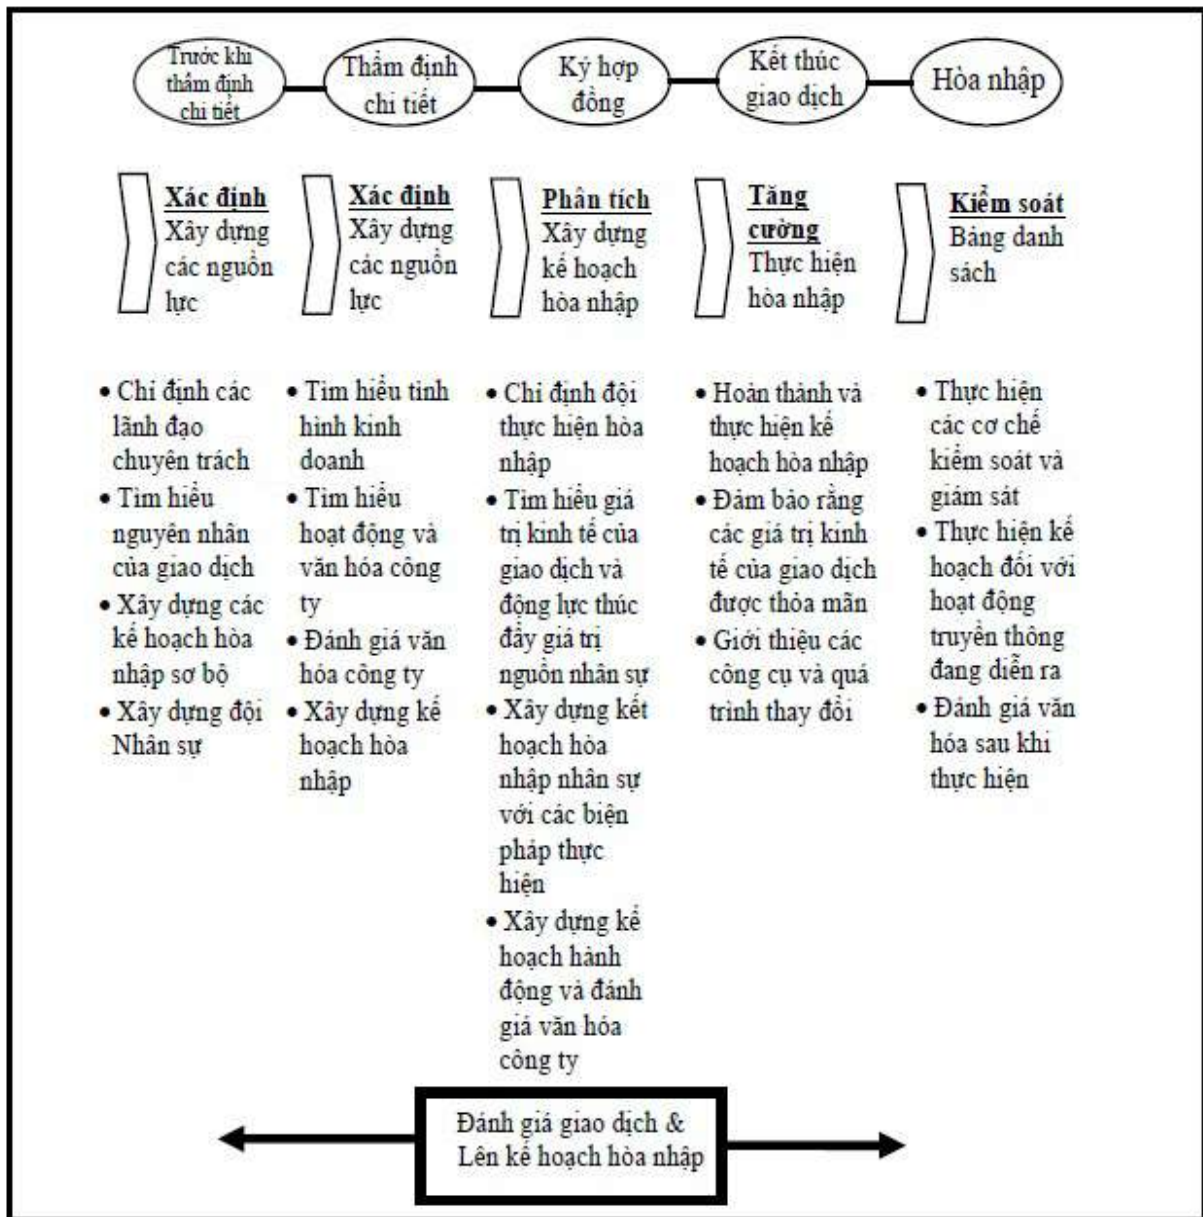 Trước khi
thẩm định
chi tiết
Thẩm định
chi tiết
Ký hợp
đồng
Kết thúc
giao dịch
Hòa nhập
Xác định
Xây dựng
các nguồn
lực
Xác định
Xây dựng
các nguồn
lực
Phân tích
Xây dựng
kế hoạch
hòa nhập
Tăng
cường
Thực hiện
hòa nhập
Kiểm soát
Bảng danh
sách
• Chỉ định các
lãnh đạo
chuyên trách
• Tìm hiểu
nguyên nhân
của giao dịch
• Xây dựng các
kế hoạch hòa
nhập sơ bộ
• Xây dựng đội
Nhân sự
• Tìm hiểu tình
hình kinh
doanh
• Tìm hiểu
hoạt động và
văn hóa công
ty
• Đánh giá văn
hóa công ty
• Xây dựng kế
hoạch hòa
nhập
• Chỉ định đội
thực hiện hòa
nhập
• Tìm hiểu giá
trị kinh tế của
giao dịch và
động lực thúc
đẩy giá trị
nguồn nhân sự
• Xây dựng kết
hoạch hòa
nhập nhân sự
với các biện
pháp thực
hiện
• Xây dựng kế
hoạch hành
động và đánh
giá văn hóa
công ty
• Hoàn thành và
thực hiện kế
hoạch hòa nhập
• Đảm bảo rằng
các giá trị kinh
tế của giao dịch
được thỏa mãn
• Giới thiệu các
công cụ và quá
trình thay đổi
• Thực hiện
các cơ chế
kiểm soát và
giám sát
• Thực hiện kế
hoạch đối với
hoạt động
truyền thông
đang diễn ra
• Đánh giá văn
hóa sau khi
thực hiện
Đánh giá giao dịch &
Lên kế hoạch hòa nhập